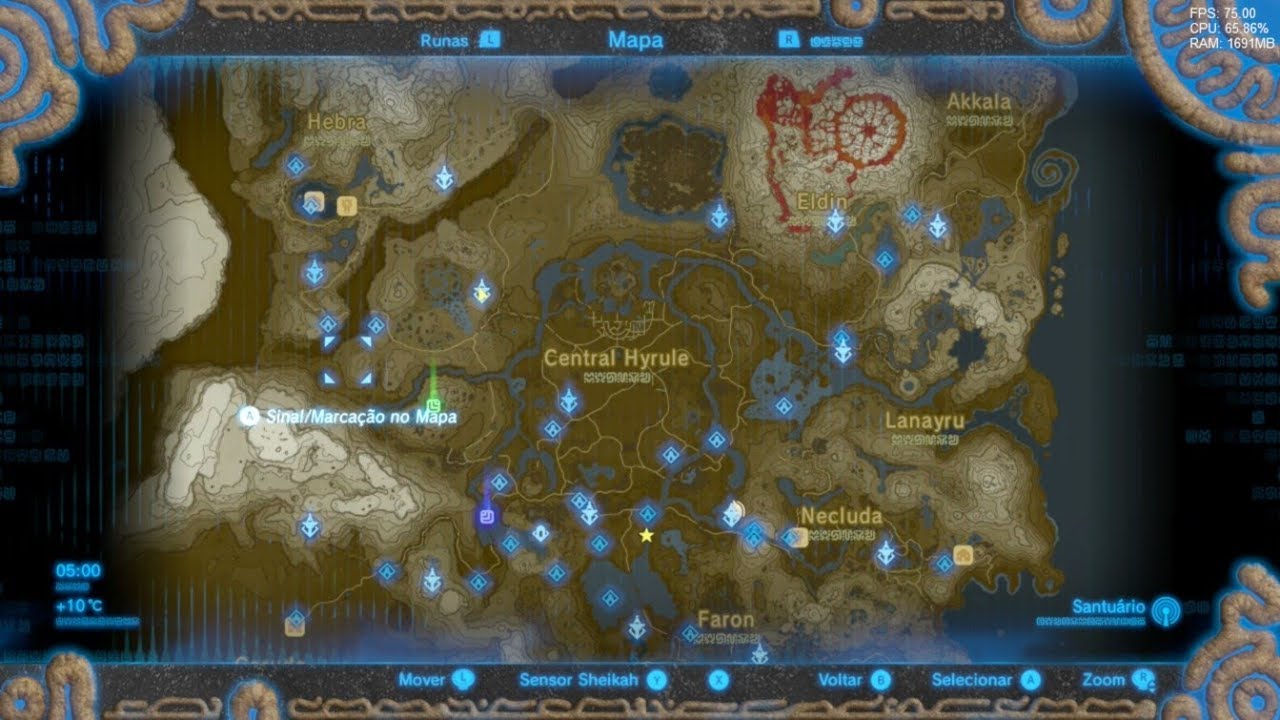 FPS: 75.00
CPU: 65.86%
RAM: 1691MB
Runas L
Mapa
R
Hebra
Akkala
Eldin
Central Hyrule
A Sinal/Marcação no Mapa
Lanayru
Necluda
05:00
+10°C
Santuário
Faron
Mover L
Sensor Sheikah Y
X
Voltar B
Selecionar A
Zoom R